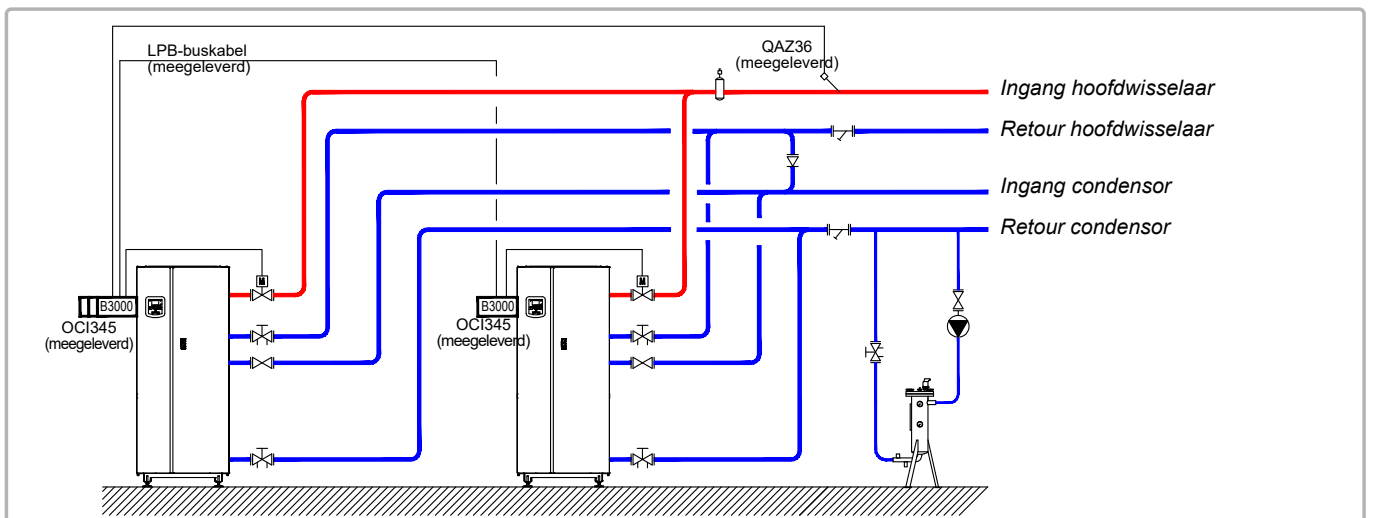 LPB-buskabel
(meegeleverd)
QAZ36
(meegeleverd)
Ingang hoofdwisselaar
Retour hoofdwisselaar
Ingang condensor
Retour condensor
M
M
B3000
B3000
OCI345
(meegeleverd)
OCI345
(meegeleverd)